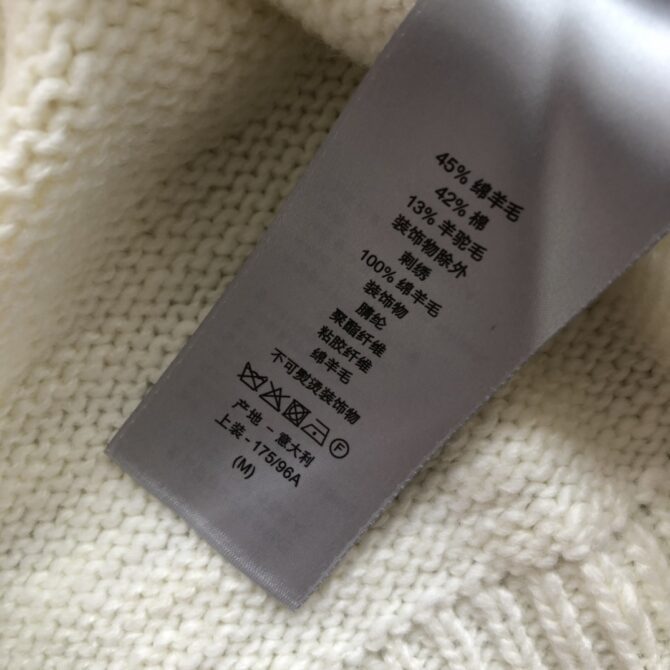 45% 绵羊毛
42% 棉
13% 羊驼毛
装饰物除外
刺绣
100% 绵羊毛
装饰物
腈纶
聚酯纤维
粘胶纤维
绵羊毛
不可熨烫装饰物
F
产地 - 意大利
上装 - 175/96A
(M)